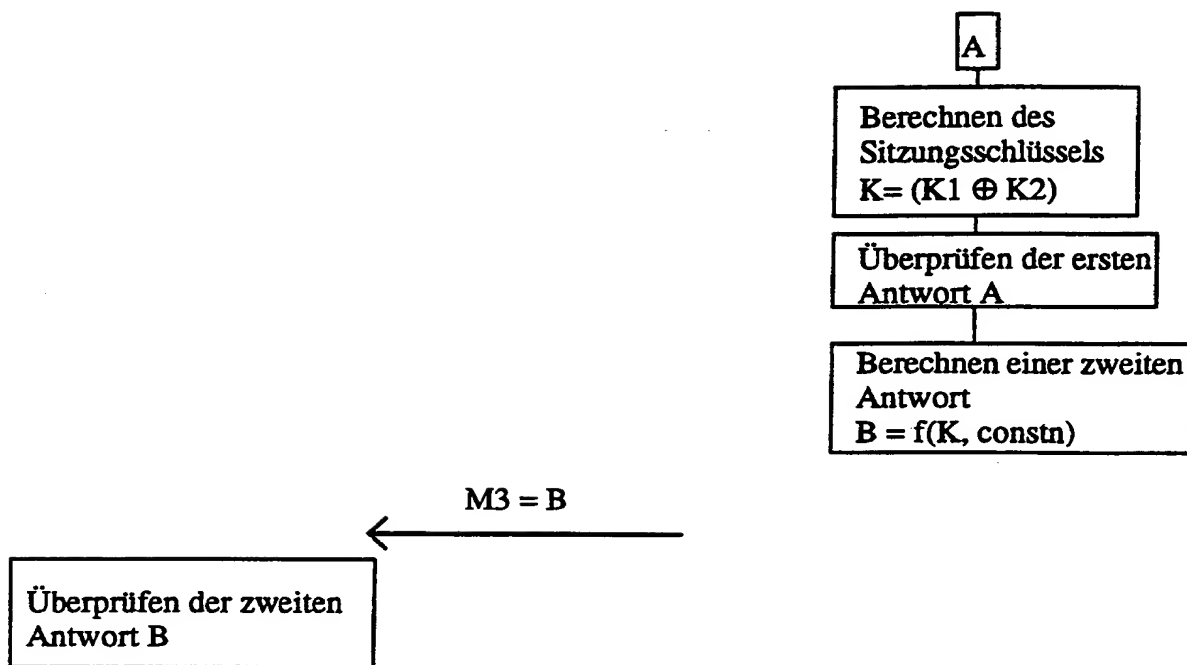 A
Berechnen des
Sitzungsschlüssels
K= (K1 ⊕ K2)
Überprüfen der ersten
Antwort A
Berechnen einer zweiten
Antwort
B = f(K, constn)
M3 = B
Überprüfen der zweiten
Antwort B